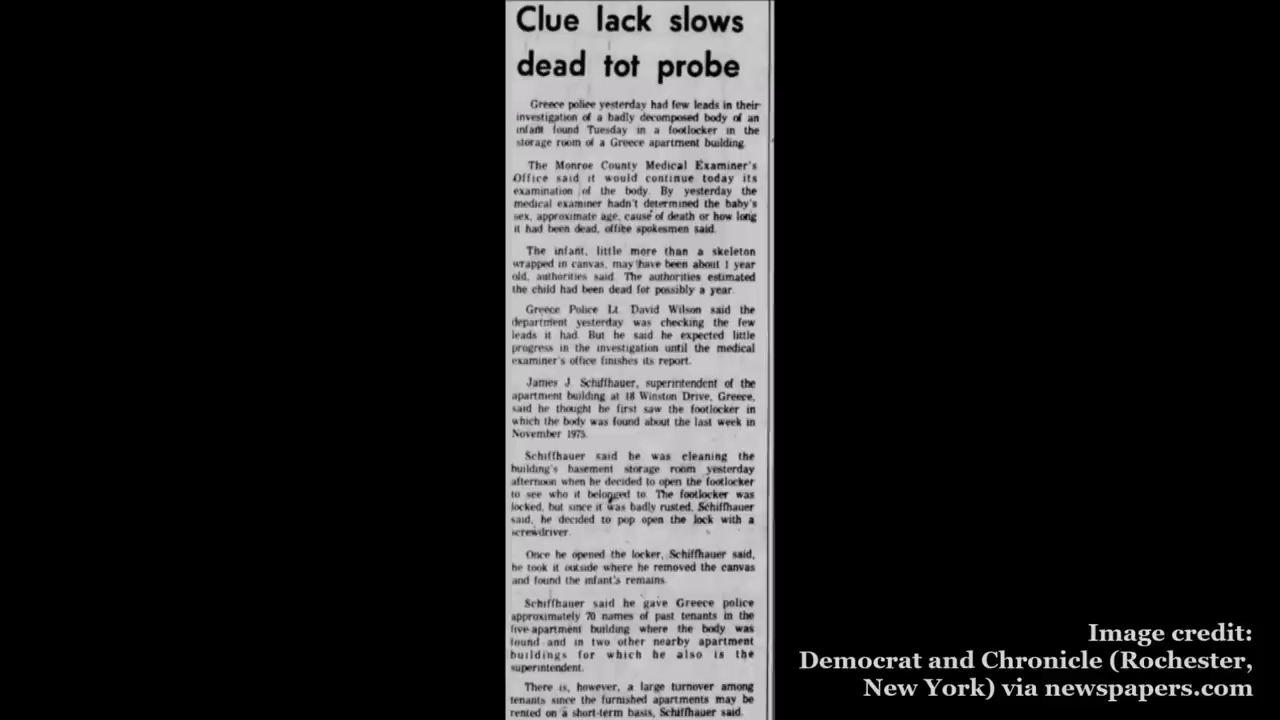 Clue lack slows
dead tot probe
Greece police yesterday had few leads in their
investigation of a badly decomposed body of an
infant found Tuesday in a footlocker in the
storage room of a Greece apartment building.
The Monroe County Medical Examiner's
Office said it would continue today its
examination of the body. By yesterday the
medical examiner hadn't determined the baby's
sex, approximate age, cause of death or how long
it had been dead, office spokesmen said.
The infant, little more than a skeleton
wrapped in canvas, may have been about 1 year
old, authorities said. The authorities estimated
the child had been dead for possibly a year.
Greece Police Lt. David Wilson said the
department yesterday was checking the few
leads it had. But he said he expected little
progress in the investigation until the medical
examiner's office finishes its report.
James J. Schiffhauer, superintendent of the
apartment building at 18 Winston Drive, Greece,
said he thought he first saw the footlocker in
which the body was found about the last week in
November 1975.
Schiffhauer said he was cleaning the
building's basement storage room yesterday
afternoon when he decided to open the footlocker
to see who it belonged to. The footlocker was
locked, but since it was badly rusted, Schiffhauer
said, he decided to pop open the lock with a
screwdriver.
Once he opened the locker, Schiffhauer said,
he took it outside where he removed the canvas
and found the infant's remains.
Schiffhauer said he gave Greece police
approximately 70 names of past tenants in the
five-apartment building where the body was
found and in two other nearby apartment
buildings for which he also is the
superintendent.
There is, however, a large turnover among
tenants since the furnished apartments may be
rented on a short-term basis, Schiffhauer said.
Image credit:
Democrat and Chronicle (Rochester,
New York) via newspapers.com